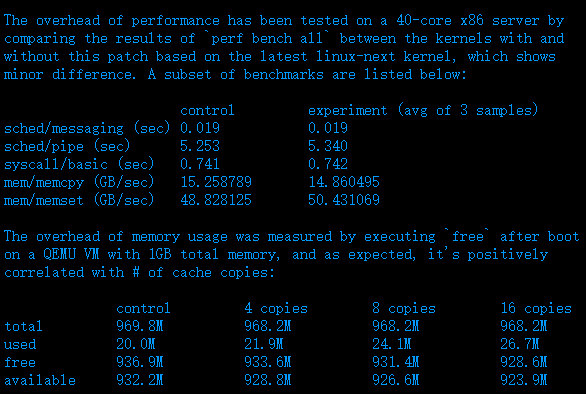 The overhead of performance has been tested on a 40-core x86 server by
comparing the results of `perf bench all` between the kernels with and
without this patch based on the latest linux-next kernel, which shows
minor difference. A subset of benchmarks are listed below:
control experiment (avg of 3 samples)
sched/messaging (sec) 0.019 0.019
sched/pipe (sec) 5.253 5.340
syscall/basic (sec) 0.741 0.742
mem/memcpy (GB/sec) 15.258789 14.860495
mem/memset (GB/sec) 48.828125 50.431069
The overhead of memory usage was measured by executing `free` after boot
on a QEMU VM with 1GB total memory, and as expected, it's positively
correlated with # of cache copies:
control 4 copies 8 copies 16 copies
total 969.8M 968.2M 968.2M 968.2M
used 20.0M 21.9M 24.1M 26.7M
free 936.9M 933.6M 931.4M 928.6M
available 932.2M 928.8M 926.6M 923.9M